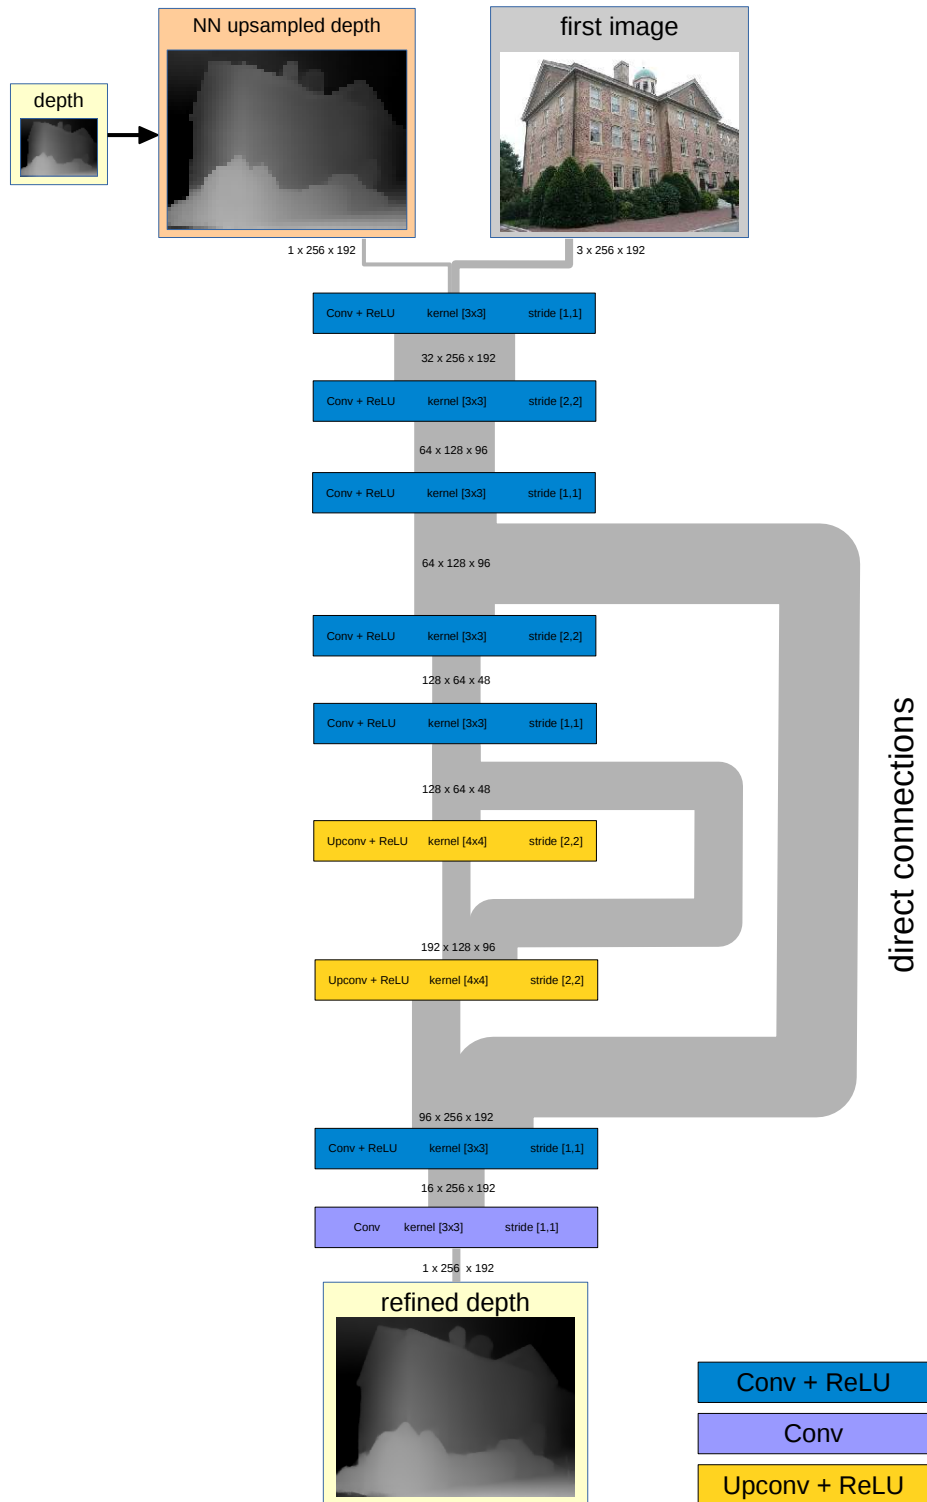 NN upsampled depth
first image
depth
1 x 256 x 192
3 x 256 x 192
Conv + ReLU kernel [3x3] stride [1,1]
32 x 256 x 192
Conv + ReLU kernel [3x3] stride [2,2]
64 x 128 x 96
Conv + ReLU kernel [3x3] stride [1,1]
64 x 128 x 96
Conv + ReLU kernel [3x3] stride [2,2]
128 x 64 x 48
Conv + ReLU kernel [3x3] stride [1,1]
128 x 64 x 48
Upconv + ReLU kernel [4x4] stride [2,2]
192 x 128 x 96
Upconv + ReLU kernel [4x4] stride [2,2]
direct connections
96 x 256 x 192
Conv + ReLU kernel [3x3] stride [1,1]
16 x 256 x 192
Conv kernel [3x3] stride [1,1]
1 x 256 x 192
refined depth
Conv + ReLU
Conv
Upconv + ReLU